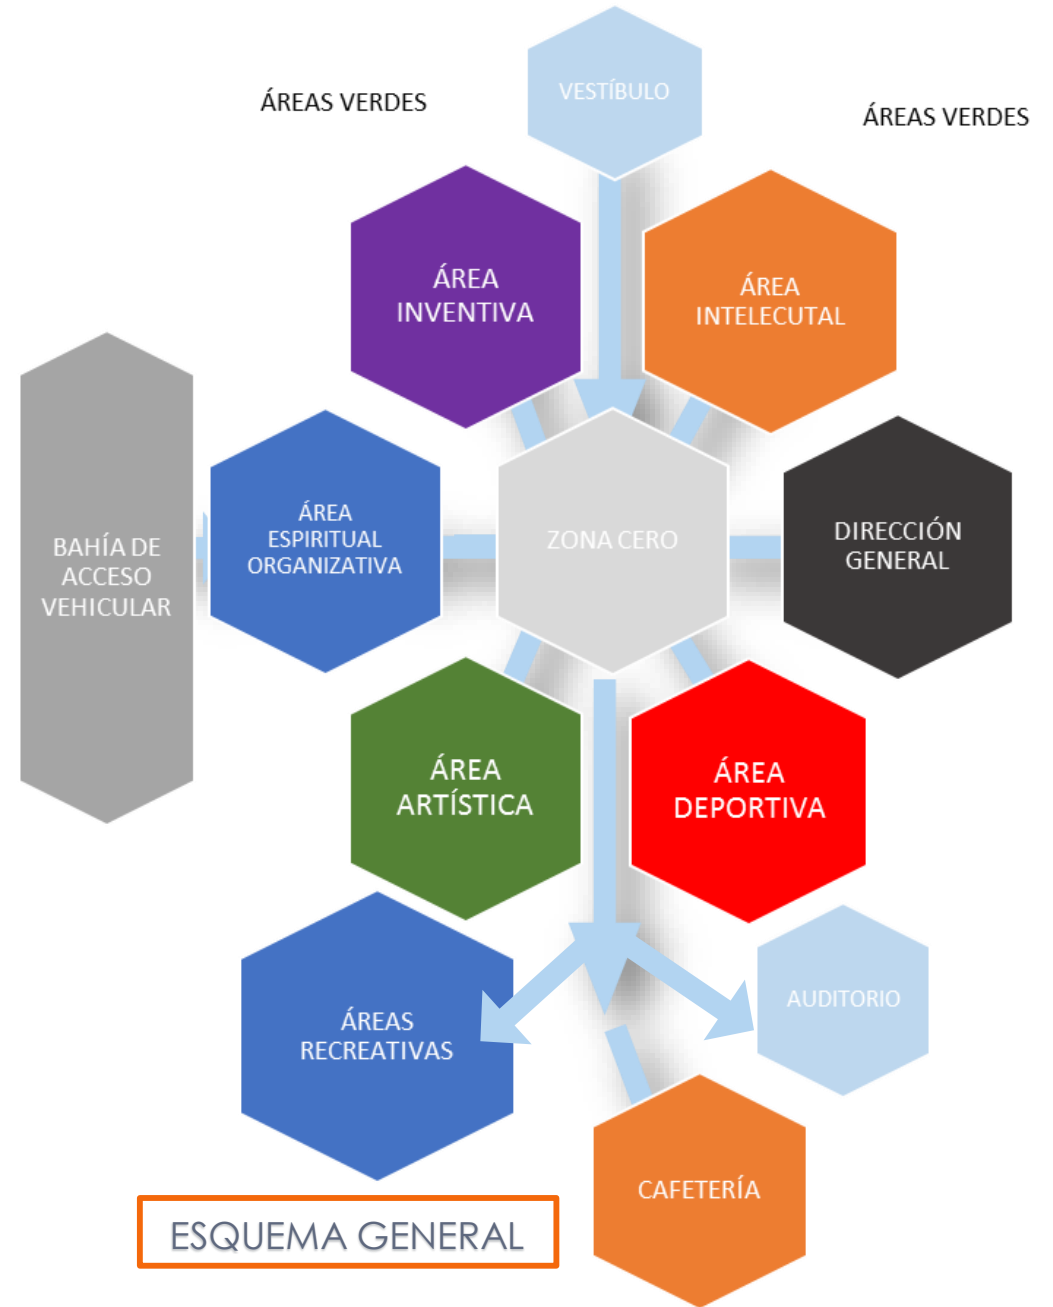 VESTÍBULO
ÁREAS VERDES
ÁREAS VERDES
ÁREA
INVENTIVA
ÁREA
INTELECUTAL
BAHÍA DE
ACCESO
VEHICULAR
ÁREA
ESPIRITUAL
ORGANIZATIVA
ZONA CERO
DIRECCIÓN
GENERAL
ÁREA
ARTÍSTICA
ÁREA
DEPORTIVA
ÁREAS
RECREATIVAS
AUDITORIO
CAFETERÍA
ESQUEMA GENERAL